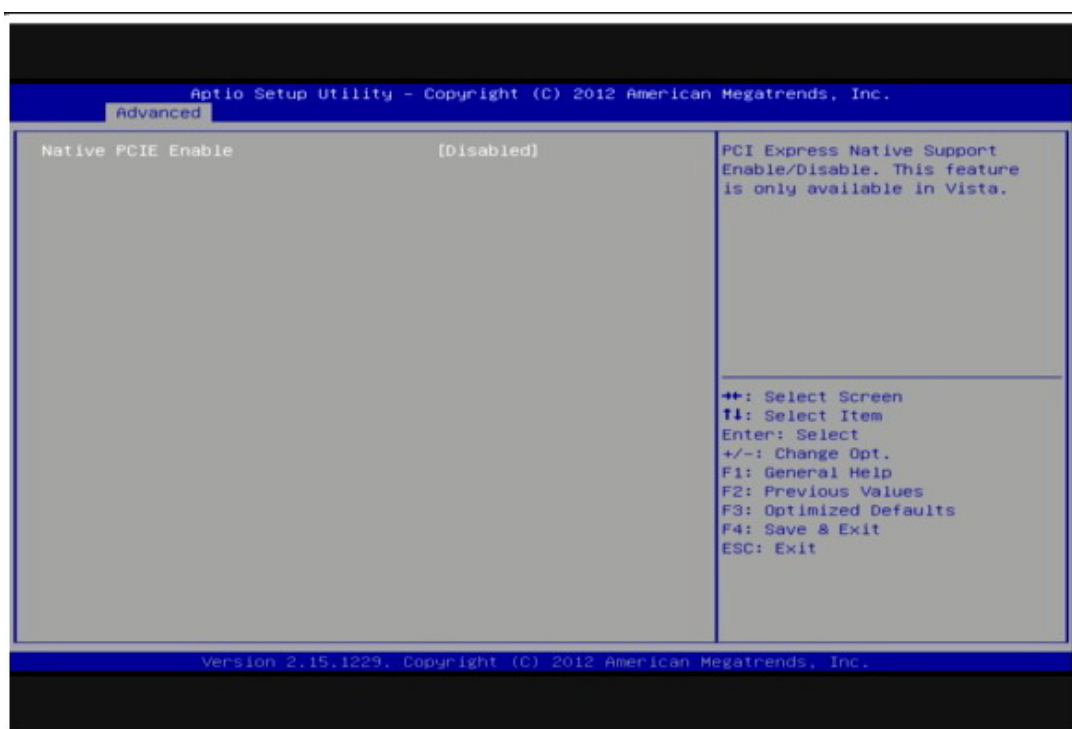 Aptio Setup Utility – Copyright (C) 2012 American Megatrends, Inc.
Advanced
Native PCIE Enable [Disabled]
PCI Express Native Support
Enable/Disable. This feature
is only available in Vista.
→←: Select Screen
↑↓: Select Item
Enter: Select
+/-: Change Opt.
F1: General Help
F2: Previous Values
F3: Optimized Defaults
F4: Save & Exit
ESC: Exit
Version 2.15.1229. Copyright (C) 2012 American Megatrends, Inc.